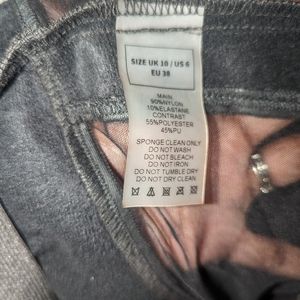 SIZE UK 10 / US 6
EU 38
MAIN
90%NYLON
10%ELASTANE
CONTRAST
55%POLYESTER
45%PU
SPONGE CLEAN ONLY
DO NOT WASH
DO NOT BLEACH
DO NOT IRON
DO NOT TUMBLE DRY
DO NOT DRY CLEAN